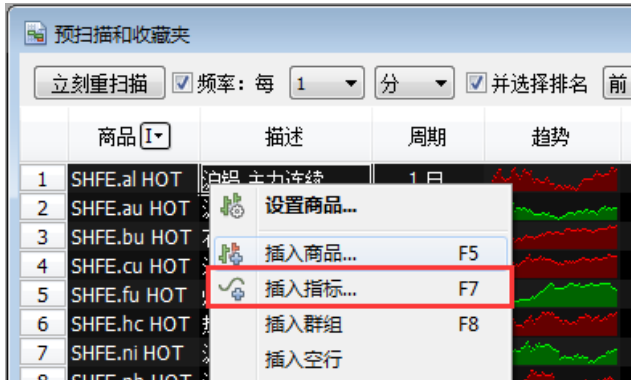 预扫描和收藏夹
立刻重扫描 频率：每 1 分 并选择排名 前
商品 I 描述 周期 趋势
1 SHFE.al HOT 沪铝 主力连续 1 日
2 SHFE.au HOT
3 SHFE.bu HOT
4 SHFE.cu HOT
5 SHFE.fu HOT
6 SHFE.hc HOT
7 SHFE.ni HOT
8 SHFE.pb HOT
设置商品...
插入商品... F5
插入指标... F7
插入群组 F8
插入空行